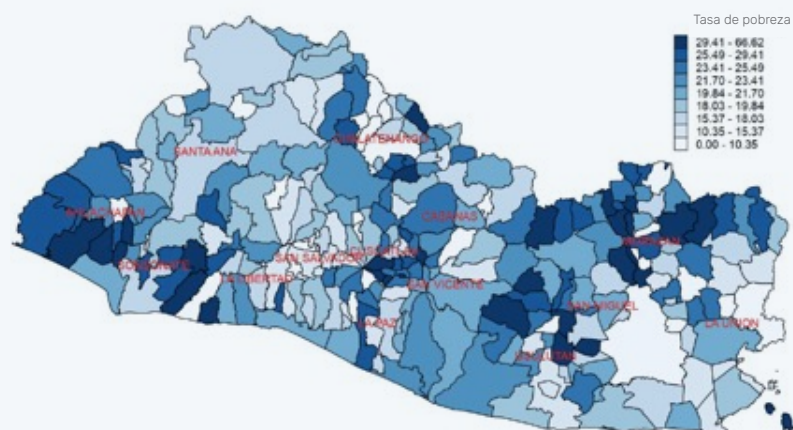 Tasa de pobreza
29.41 - 66.62
25.49 - 29.41
23.41 - 25.49
21.70 - 23.41
19.84 - 21.70
18.03 - 19.84
15.37 - 18.03
10.35 - 15.37
0.00 - 10.35
CHALATENANGO
SANTA ANA
AHUACHAPAN
CABANAS
MORAZAN
SONSONATE
CUSCATLAN
SAN SALVADOR
LA LIBERTAD
SAN VICENTE
SAN MIGUEL
LA PAZ
LA UNION
USULUTAN